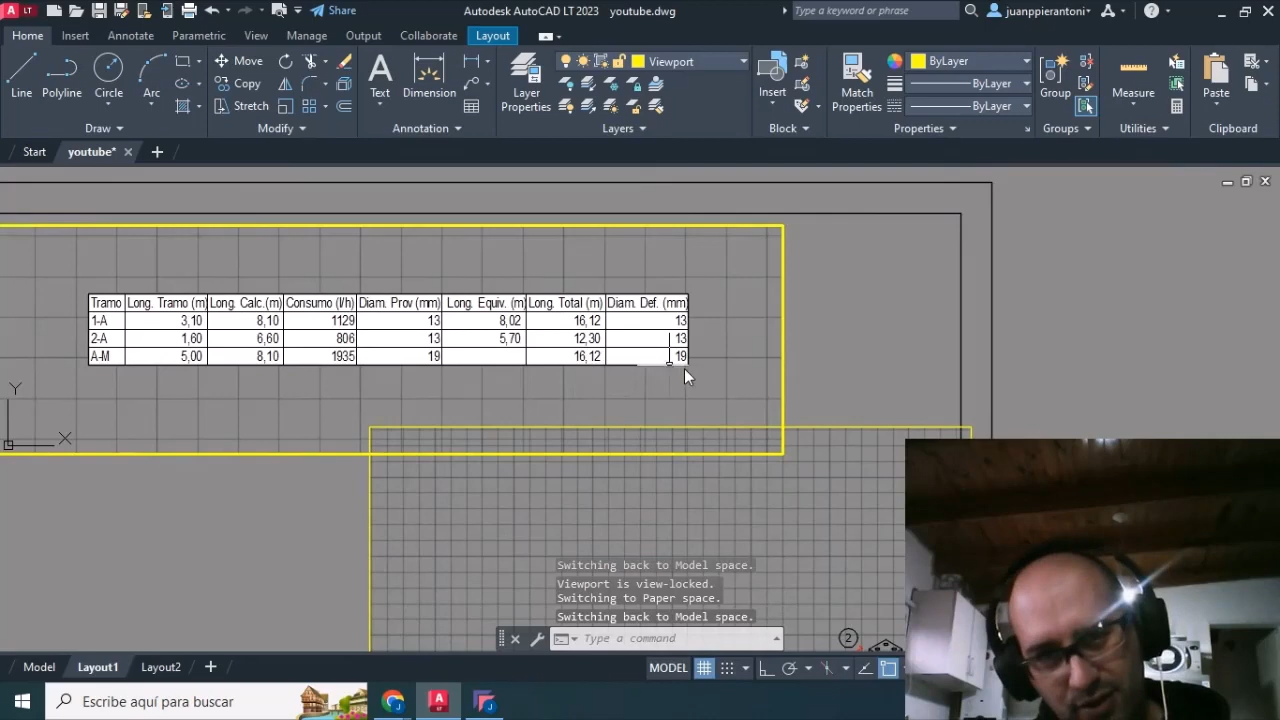 LT
Share
Autodesk AutoCAD LT 2023 youtube.dwg
Type a keyword or phrase
juanppierantoni
Home Insert Annotate Parametric View Manage Output Collaborate Layout
Line Polyline Circle Arc
Move
Copy
Stretch
Text Dimension
Layer
Properties
Viewport
Insert
Match
Properties
ByLayer
ByLayer
ByLayer
Group Measure Paste
Draw Modify Annotation Layers Block Properties Groups Utilities Clipboard
Start youtube*
Tramo Long. Tramo (m) Long. Calc.(m) Consumo (l/h) Diam. Prov (mm) Long. Equiv. (m) Long. Total (m) Diam. Def. (mm)
1-A 3,10 8,10 1129 13 8,02 16,12 13
2-A 1,60 6,60 806 13 5,70 12,30 13
A-M 5,00 8,10 1935 19 16,12 19
Y
X
Switching back to Model space.
Viewport is view-locked.
Switching to Paper space.
Switching back to Model space.
Type a command
2
Model Layout1 Layout2
MODEL
Escribe aquí para buscar
LT